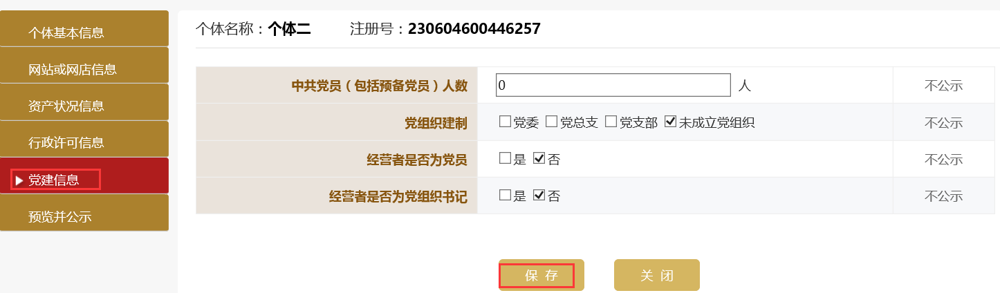 个体基本信息
网站或网店信息
资产状况信息
行政许可信息
党建信息
预览并公示
个体名称：个体二 注册号：230604600446257
中共党员（包括预备党员）人数 0 人 不公示
党组织建制 党委 党总支 党支部 未成立党组织 不公示
经营者是否为党员 是 否 不公示
经营者是否为党组织书记 是 否 不公示
保 存 关 闭